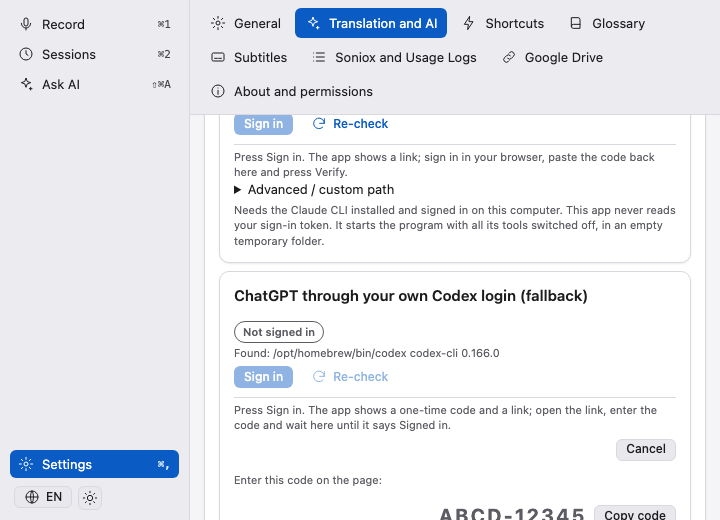 Record ⌘1
Sessions ⌘2
Ask AI ⇧⌘A
General Translation and AI Shortcuts Glossary
Subtitles Soniox and Usage Logs Google Drive
About and permissions
Sign in Re-check
Press Sign in. The app shows a link; sign in in your browser, paste the code back
here and press Verify.
Advanced / custom path
Needs the Claude CLI installed and signed in on this computer. This app never reads
your sign-in token. It starts the program with all its tools switched off, in an empty
temporary folder.
ChatGPT through your own Codex login (fallback)
Not signed in
Found: /opt/homebrew/bin/codex codex-cli 0.166.0
Sign in Re-check
Press Sign in. The app shows a one-time code and a link; open the link, enter the
code and wait here until it says Signed in.
Cancel
Enter this code on the page:
ABCD-12345 Copy code
Settings ⌘,
EN